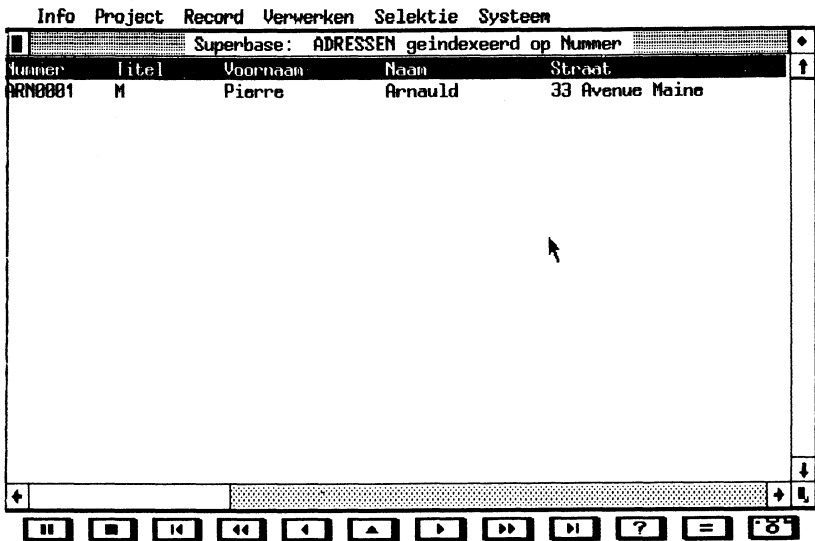 Info Project Record Verwerken Selektie Systeem
Superbase: ADRESSEN geindexeerd op Nummer
Nummer Titel Voornaam Naam Straat
ARN0001 M Pierre Arnauld 33 Avenue Maine
? =